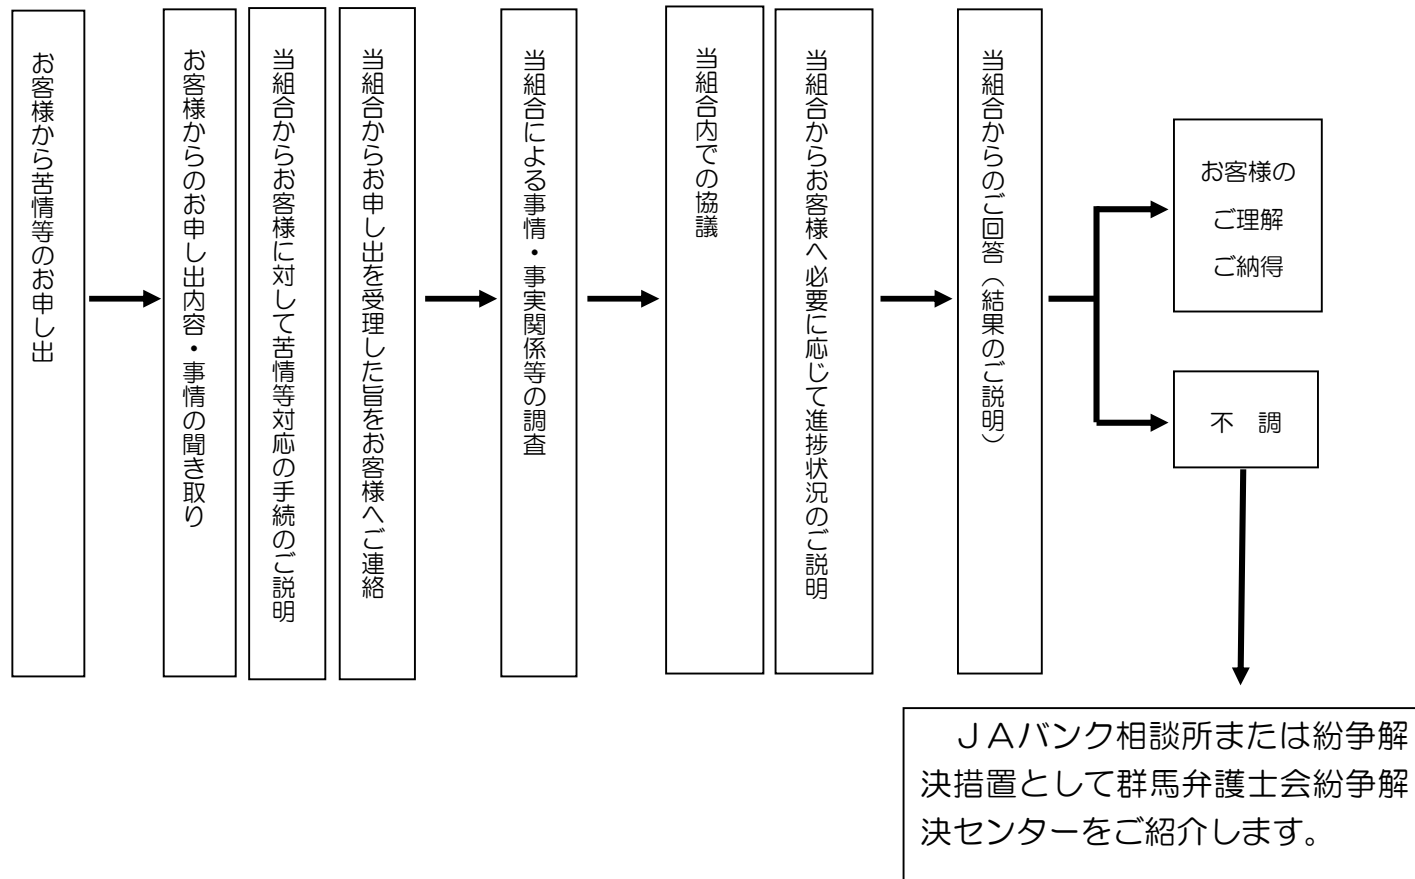 お客様から苦情等のお申し出
お客様からのお申し出内容・事情の聞き取り
当組合からお客様に対して苦情等対応の手続のご説明
当組合からお申し出を受理した旨をお客様へご連絡
当組合による事情・事実関係等の調査
当組合内での協議
当組合からお客様へ必要に応じて進捗状況のご説明
当組合からのご回答（結果のご説明）
お客様の
ご理解
ご納得
不　調
ＪＡバンク相談所または紛争解
決措置として群馬弁護士会紛争解
決センターをご紹介します。